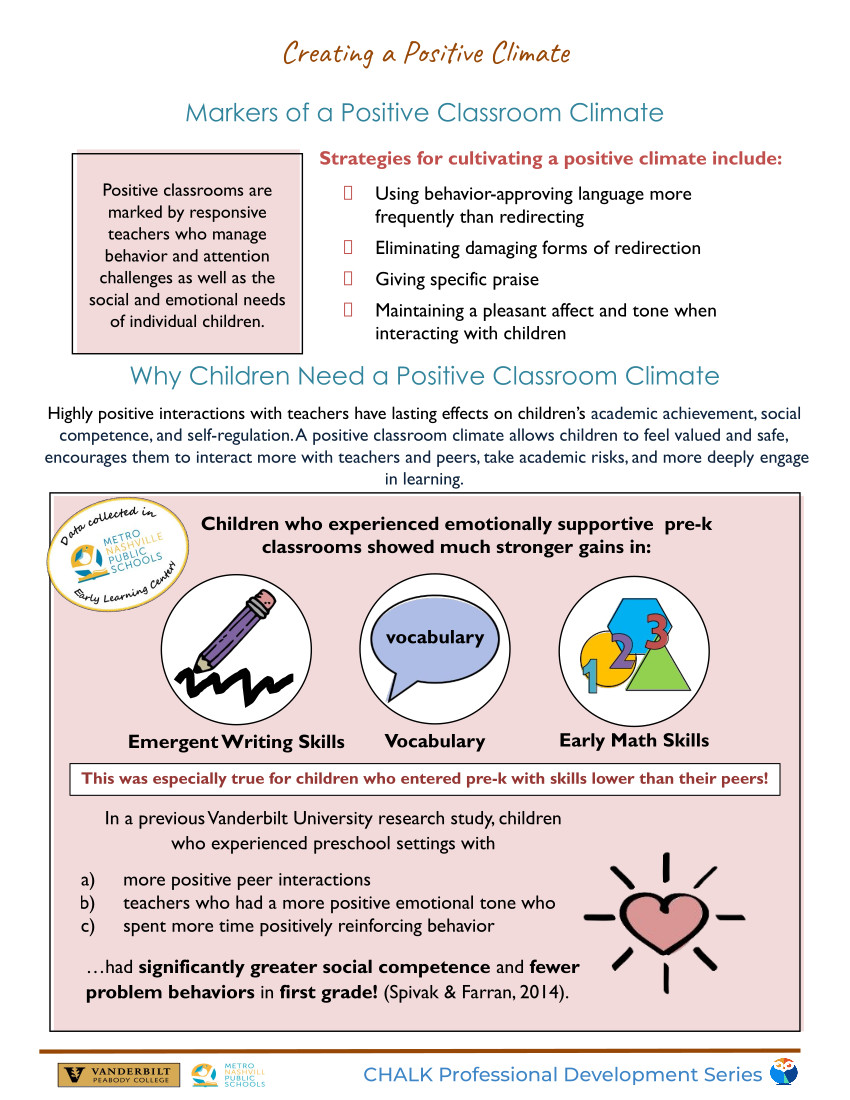 Creating a Positive Climate
Markers of a Positive Classroom Climate
Positive classrooms are
marked by responsive
teachers who manage
behavior and attention
challenges as well as the
social and emotional needs
of individual children.
Strategies for cultivating a positive climate include:
Using behavior-approving language more
frequently than redirecting
Eliminating damaging forms of redirection
Giving specific praise
Maintaining a pleasant affect and tone when
interacting with children
Why Children Need a Positive Classroom Climate
Highly positive interactions with teachers have lasting effects on children's academic achievement, social
competence, and self-regulation. A positive classroom climate allows children to feel valued and safe,
encourages them to interact more with teachers and peers, take academic risks, and more deeply engage
in learning.
Data collected in
METRO
NASHVILLE
PUBLIC
SCHOOLS
Early Learning Centers
Children who experienced emotionally supportive pre-k
classrooms showed much stronger gains in:
vocabulary
1 2 3
Emergent Writing Skills
Vocabulary
Early Math Skills
This was especially true for children who entered pre-k with skills lower than their peers!
In a previous Vanderbilt University research study, children
who experienced preschool settings with
a) more positive peer interactions
b) teachers who had a more positive emotional tone who
c) spent more time positively reinforcing behavior
…had significantly greater social competence and fewer
problem behaviors in first grade! (Spivak & Farran, 2014).
V VANDERBILT
PEABODY COLLEGE
METRO
NASHVILL
PUBLIC
SCHOOLS
CHALK Professional Development Series